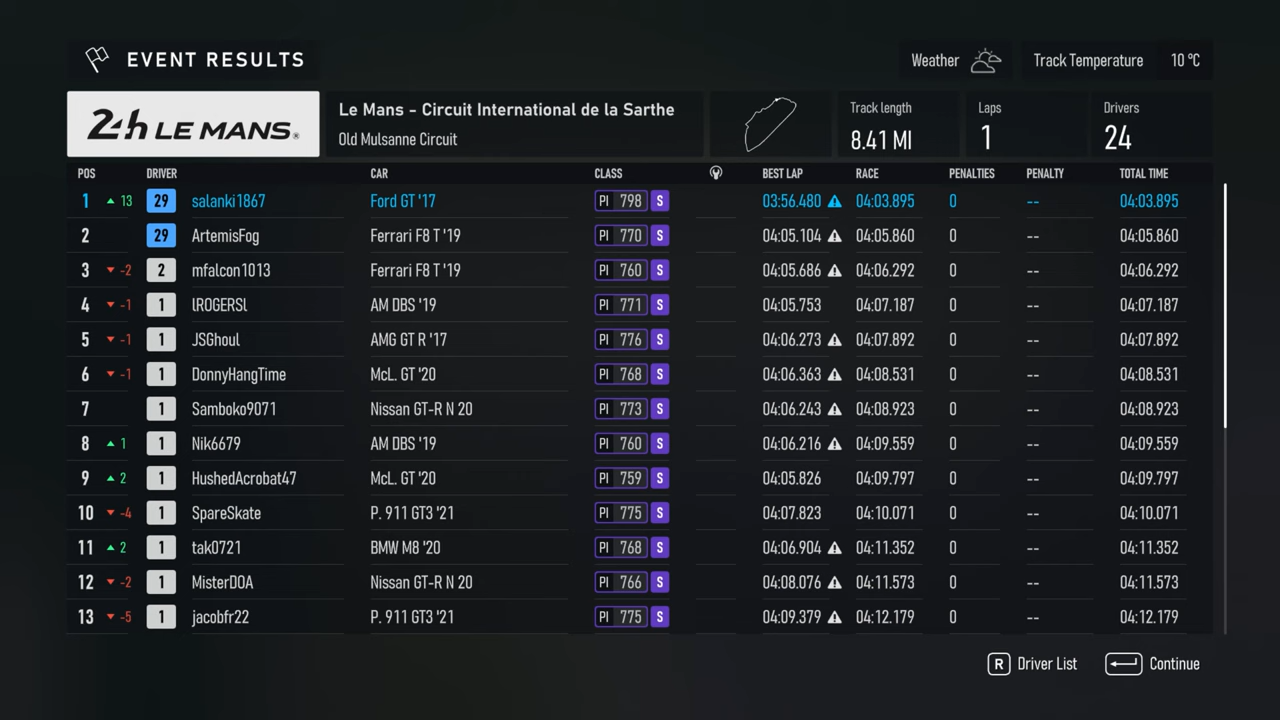 EVENT RESULTS Weather Track Temperature 10 °C
24h LE MANS® Le Mans - Circuit International de la Sarthe Track length Laps Drivers
Old Mulsanne Circuit 8.41 MI 1 24
POS DRIVER CAR CLASS BEST LAP RACE PENALTIES PENALTY TOTAL TIME
1 ▲ 13 29 salanki1867 Ford GT '17 PI 798 S 03:56.480 04:03.895 0 -- 04:03.895
2 29 ArtemisFog Ferrari F8 T '19 PI 770 S 04:05.104 04:05.860 0 -- 04:05.860
3 ▼ -2 2 mfalcon1013 Ferrari F8 T '19 PI 760 S 04:05.686 04:06.292 0 -- 04:06.292
4 ▼ -1 1 lROGERSl AM DBS '19 PI 771 S 04:05.753 04:07.187 0 -- 04:07.187
5 ▼ -1 1 JSGhoul AMG GT R '17 PI 776 S 04:06.273 04:07.892 0 -- 04:07.892
6 ▼ -1 1 DonnyHangTime McL. GT '20 PI 768 S 04:06.363 04:08.531 0 -- 04:08.531
7 1 Samboko9071 Nissan GT-R N 20 PI 773 S 04:06.243 04:08.923 0 -- 04:08.923
8 ▲ 1 1 Nik6679 AM DBS '19 PI 760 S 04:06.216 04:09.559 0 -- 04:09.559
9 ▲ 2 1 HushedAcrobat47 McL. GT '20 PI 759 S 04:05.826 04:09.797 0 -- 04:09.797
10 ▼ -4 1 SpareSkate P. 911 GT3 '21 PI 775 S 04:07.823 04:10.071 0 -- 04:10.071
11 ▲ 2 1 tak0721 BMW M8 '20 PI 768 S 04:06.904 04:11.352 0 -- 04:11.352
12 ▼ -2 1 MisterDOA Nissan GT-R N 20 PI 766 S 04:08.076 04:11.573 0 -- 04:11.573
13 ▼ -5 1 jacobfr22 P. 911 GT3 '21 PI 775 S 04:09.379 04:12.179 0 -- 04:12.179
R Driver List Continue